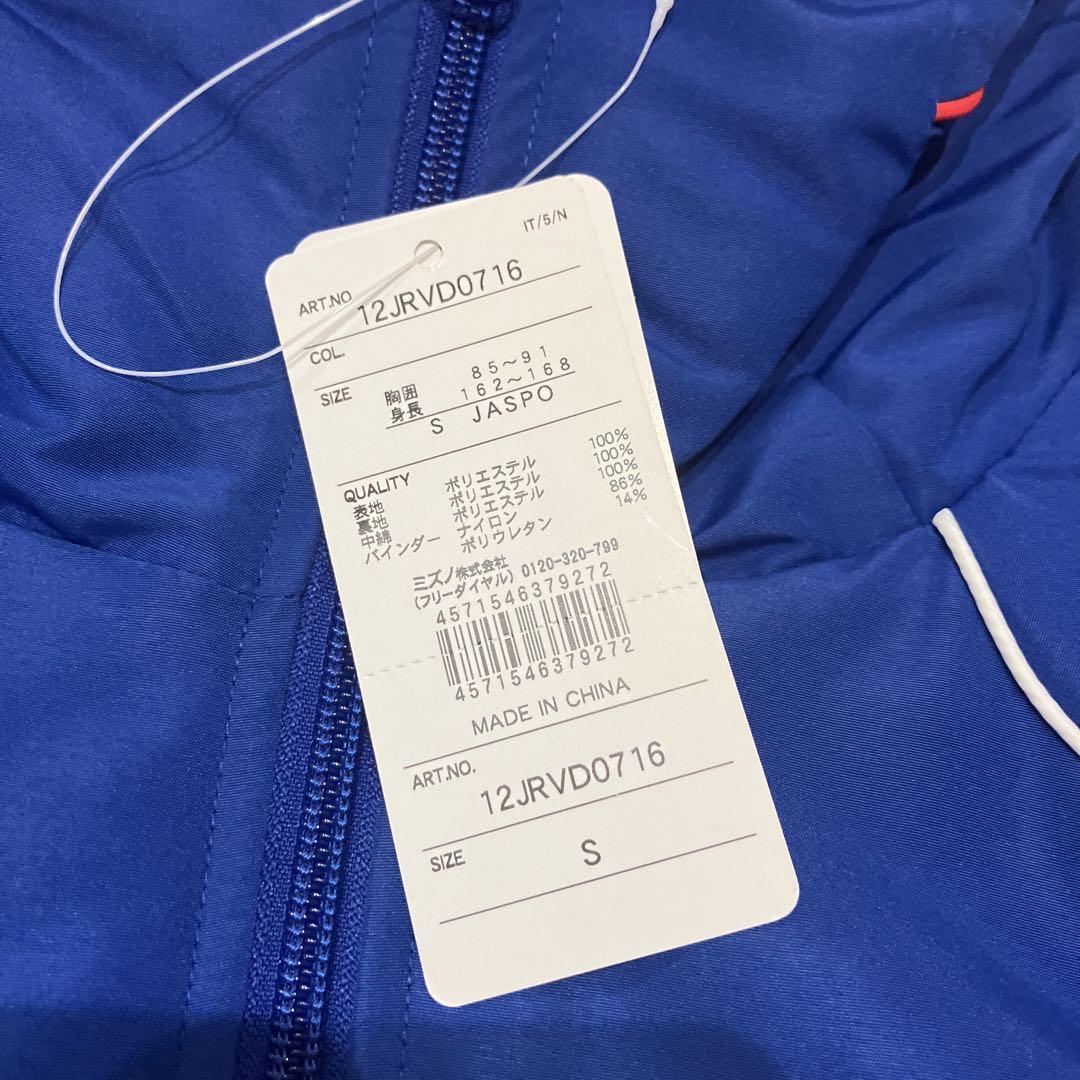 IT/5/N
ART.NO 12JRVD0716
COL.
SIZE 胸囲 85～91
身長 162～168
S JASPO
QUALITY
表地 ポリエステル 100%
裏地 ポリエステル 100%
中綿 ポリエステル 100%
バインダー ナイロン 86%
ポリウレタン 14%
ミズノ株式会社
(フリーダイヤル) 0120-320-799
4571546379272
4571546379272
MADE IN CHINA
ART.NO.
12JRVD0716
SIZE S